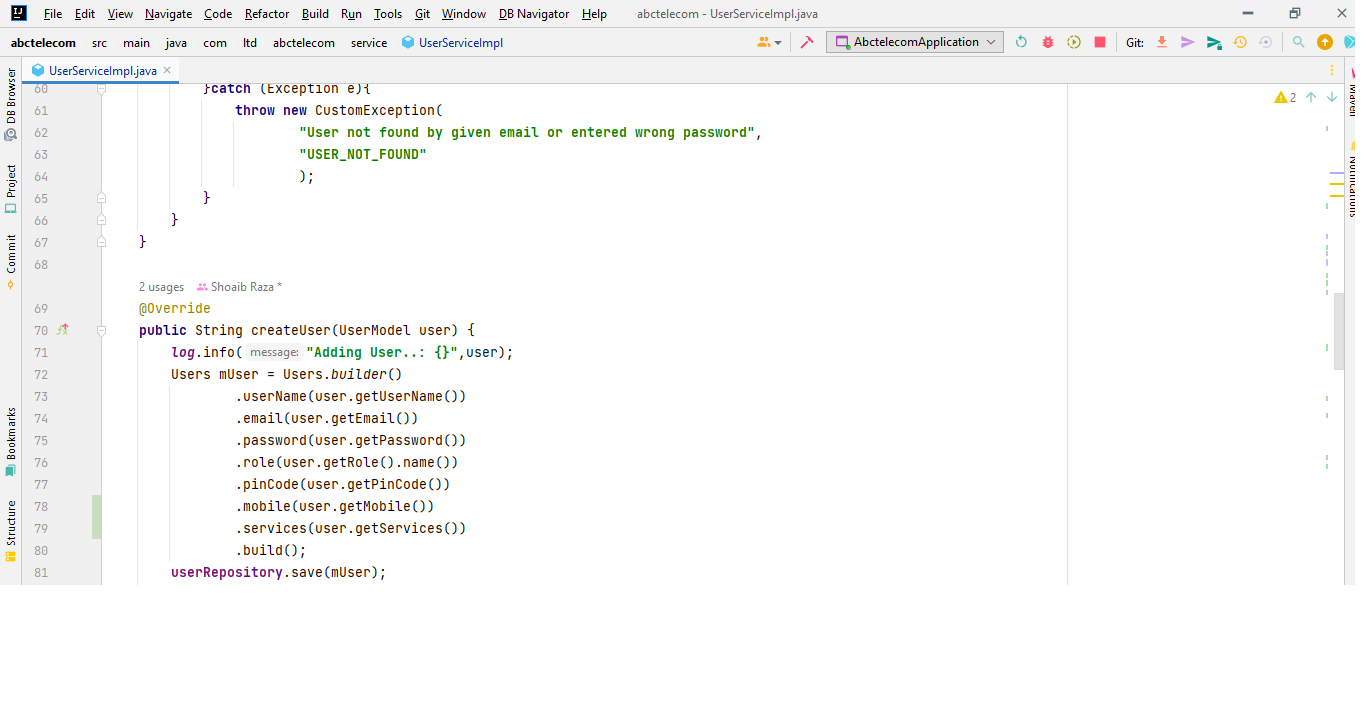 File Edit View Navigate Code Refactor Build Run Tools Git Window DB Navigator Help abctelecom - UserServiceImpl.java
abctelecom src main java com ltd abctelecom service UserServiceImpl AbctelecomApplication Git:
UserServiceImpl.java
DB Browser
Project
Commit
Bookmarks
Structure
Maven
Notifications
2
60 }catch (Exception e){
61 throw new CustomException(
62 "User not found by given email or entered wrong password",
63 "USER_NOT_FOUND"
64 );
65 }
66 }
67 }
68
2 usages Shoaib Raza *
69 @Override
70 public String createUser(UserModel user) {
71 log.info( message: "Adding User..: {}",user);
72 Users mUser = Users.builder()
73 .userName(user.getUserName())
74 .email(user.getEmail())
75 .password(user.getPassword())
76 .role(user.getRole().name())
77 .pinCode(user.getPinCode())
78 .mobile(user.getMobile())
79 .services(user.getServices())
80 .build();
81 userRepository.save(mUser);